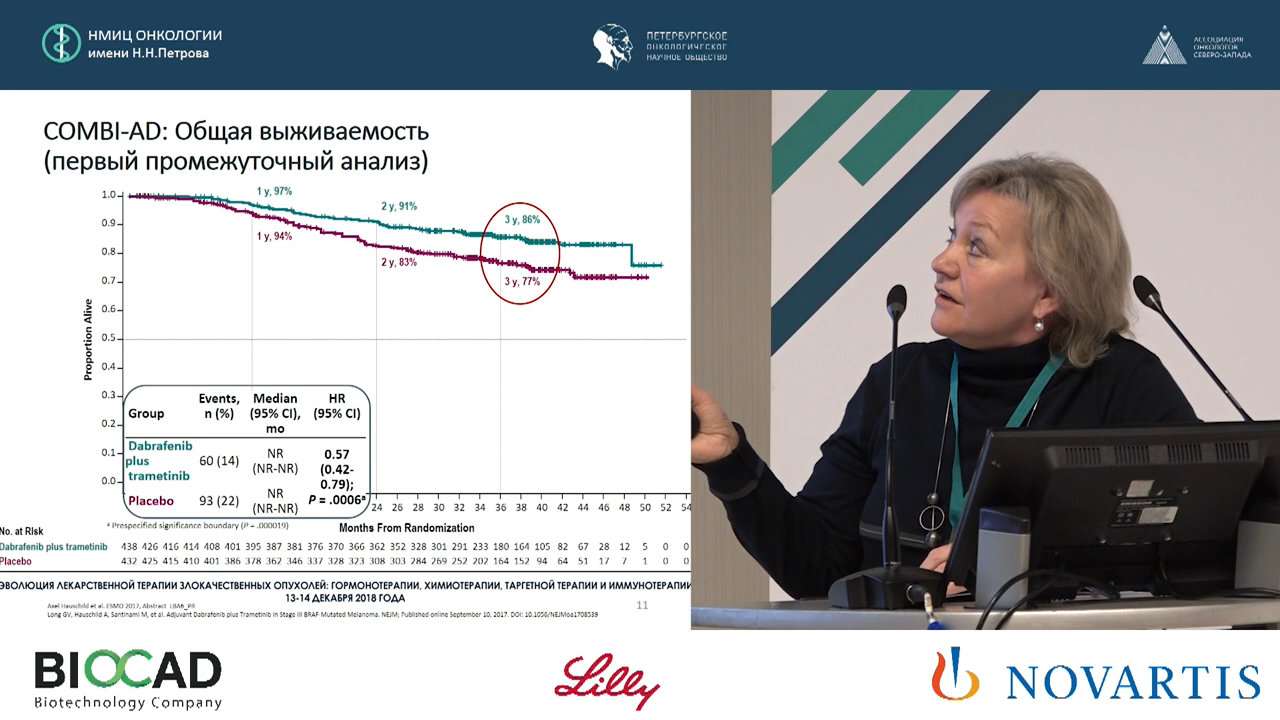 НМИЦ ОНКОЛОГИИ
имени Н.Н.Петрова
ПЕТЕРБУРГСКОЕ
ОНКОЛОГИЧЕСКОЕ
НАУЧНОЕ ОБЩЕСТВО
АССОЦИАЦИЯ
ОНКОЛОГОВ
СЕВЕРО-ЗАПАДА
COMBI-AD: Общая выживаемость
(первый промежуточный анализ)
1.0
0.9
0.8
0.7
0.6
0.5
0.4
0.3
0.2
0.1
0.0
Proportion Alive
1 y, 97%
2 y, 91%
3 y, 86%
1 y, 94%
2 y, 83%
3 y, 77%
Group Events, n (%) Median (95% CI), mo HR (95% CI)
Dabrafenib plus trametinib 60 (14) NR (NR-NR) 0.57 (0.42-0.79); P = .0006ᵃ
Placebo 93 (22) NR (NR-NR)
24 26 28 30 32 34 36 38 40 42 44 46 48 50 52 54
ᵃ Prespecified significance boundary (P = .000019)
Months From Randomization
No. at Risk
Dabrafenib plus trametinib 438 426 416 414 408 401 395 387 381 376 370 366 362 352 328 301 291 233 180 164 105 82 67 28 12 5 0 0
Placebo 432 425 415 410 401 386 378 362 346 337 328 323 308 303 284 269 252 202 164 152 94 64 51 17 7 1 0 0
ЭВОЛЮЦИЯ ЛЕКАРСТВЕННОЙ ТЕРАПИИ ЗЛОКАЧЕСТВЕННЫХ ОПУХОЛЕЙ: ГОРМОНОТЕРАПИИ, ХИМИОТЕРАПИИ, ТАРГЕТНОЙ ТЕРАПИИ И ИММУНОТЕРАПИИ
13-14 ДЕКАБРЯ 2018 ГОДА
Axel Hauschild et al. ESMO 2017, Abstract LBA6_PR
Long GV, Hauschild A, Santinami M, et al. Adjuvant Dabrafenib plus Trametinib in Stage III BRAF-Mutated Melanoma. NEJM; Published online September 10, 2017. DOI: 10.1056/NEJMoa1708539
11
BIOCAD
Biotechnology Company
Lilly
NOVARTIS